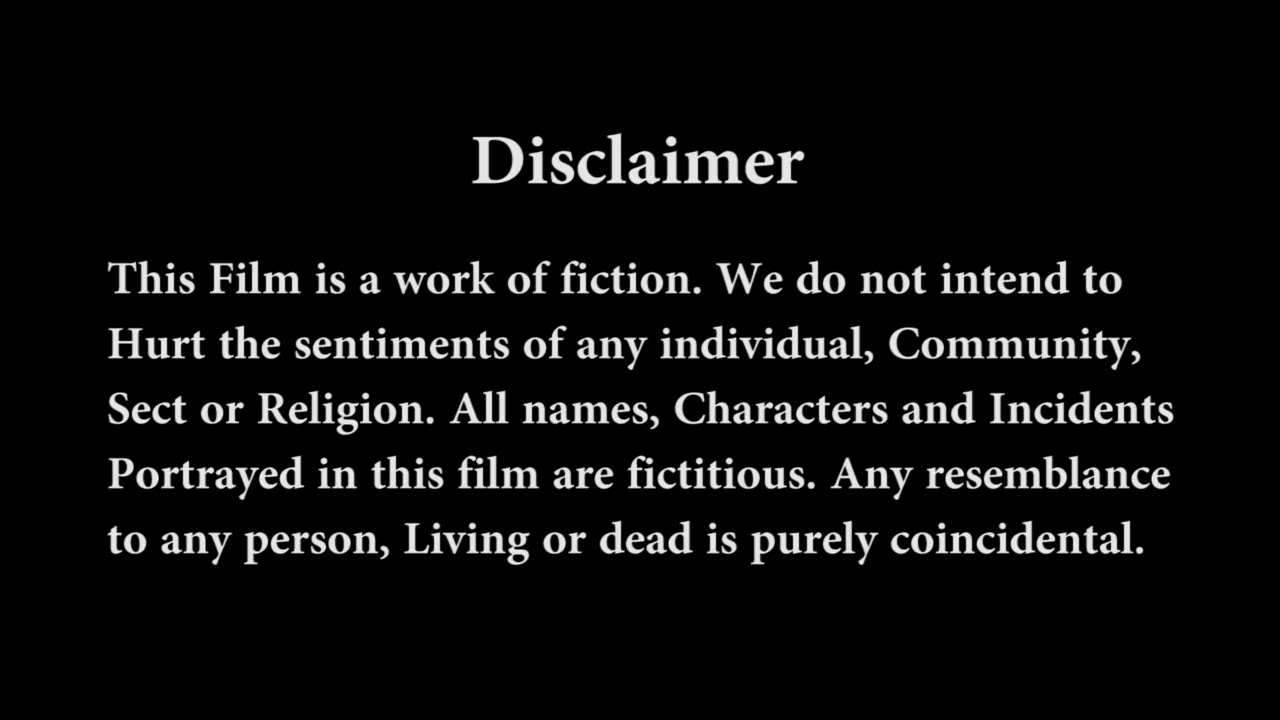 Disclaimer
This Film is a work of fiction. We do not intend to
Hurt the sentiments of any individual, Community,
Sect or Religion. All names, Characters and Incidents
Portrayed in this film are fictitious. Any resemblance
to any person, Living or dead is purely coincidental.